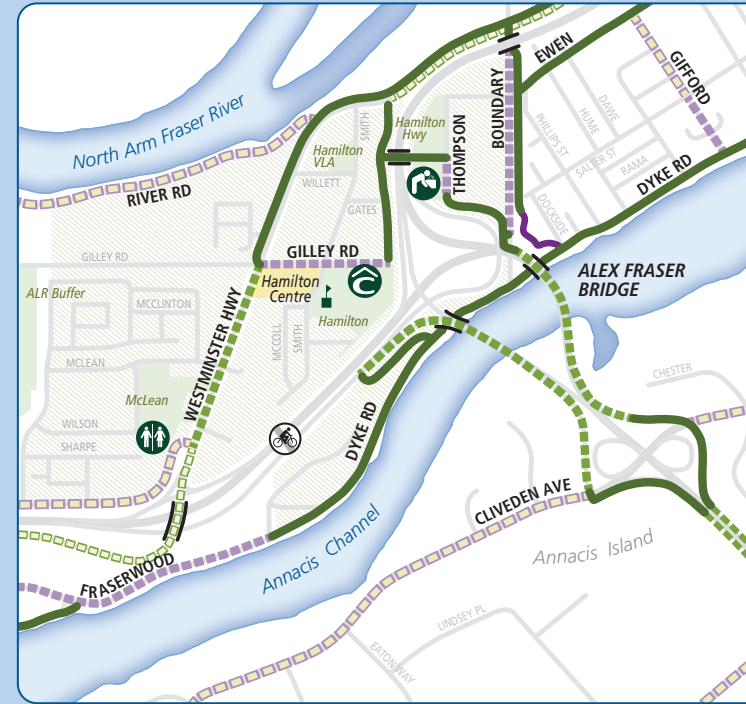 EWEN
GIFFORD
BOUNDARY
PHILLIPS ST
HUME
DAWE
SALTER ST
RAMA
North Arm Fraser River
SMITH
Hamilton
Hwy
Hamilton
VLA
THOMPSON
WILLETT
DYKE RD
RIVER RD
GATES
DOCKSIDE
GILLEY RD
GILLEY RD
ALEX FRASER
BRIDGE
Hamilton
Centre
ALR Buffer
MCCLINTON
Hamilton
WESTMINSTER HWY
MCCOLL
SMITH
MCLEAN
CHESTER
McLean
WILSON
DYKE RD
SHARPE
CLIVEDEN AVE
Annacis Island
Annacis Channel
FRASERWOOD
LINDSEY PL
EATON WAY